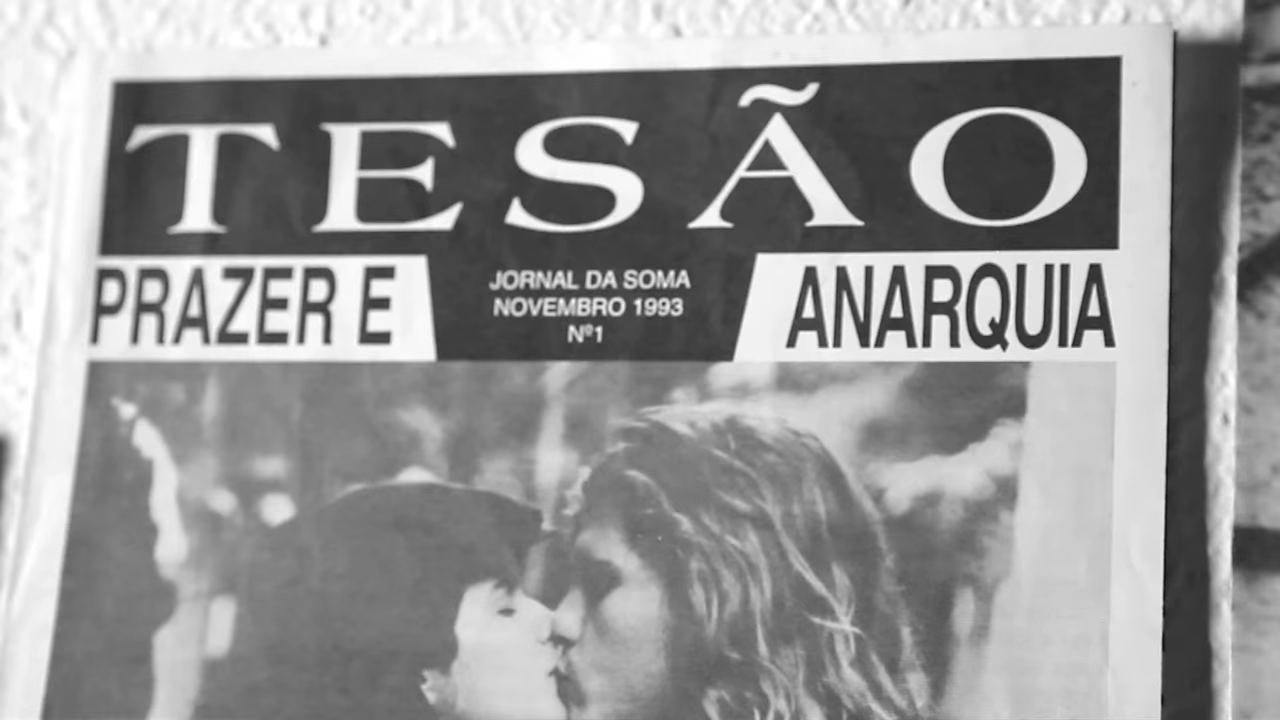 TESÃO
PRAZER E
JORNAL DA SOMA
NOVEMBRO 1993
Nº1
ANARQUIA